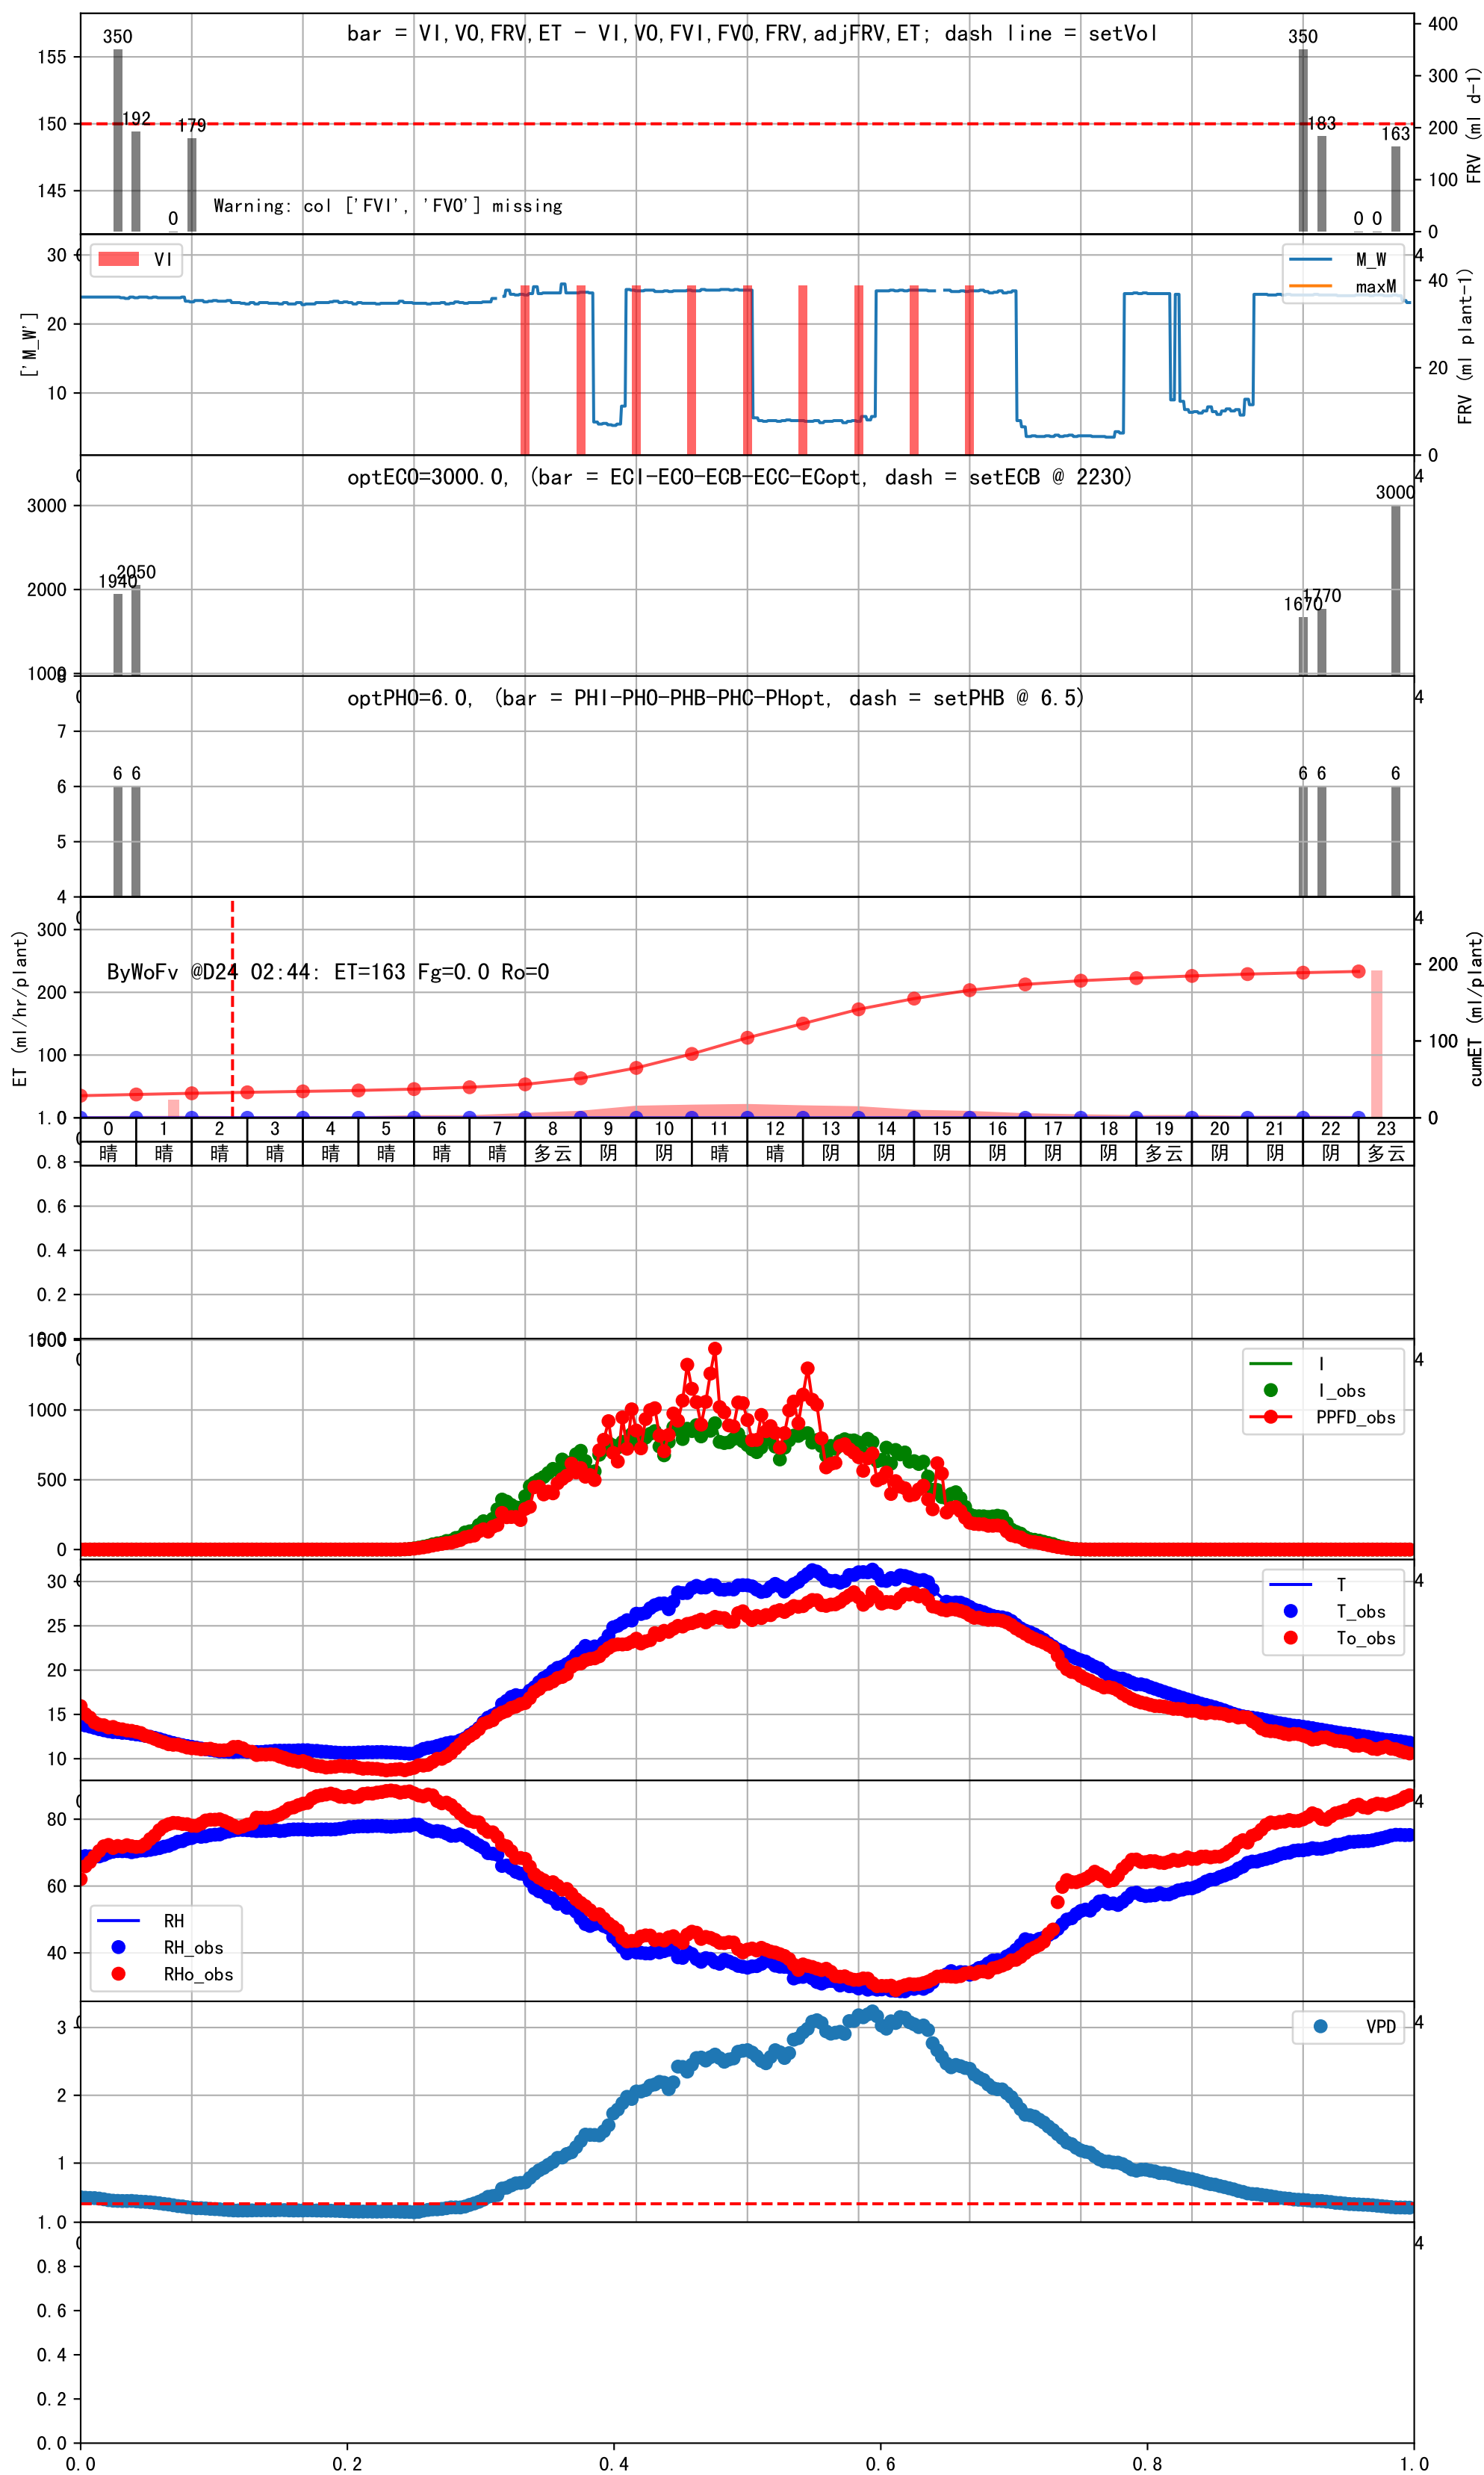 bar = VI,VO,FRV,ET - VI,VO,FVI,FVO,FRV,adjFRV,ET; dash line = setVol
350 192 0 179 350 183 0 0 163
155 150 145
400 300 200 100 0
FRV (ml d-1)
Warning: col ['FVI', 'FVO'] missing
VI
M_W
maxM
30 20 10
['M_W']
40 20 0
FRV (ml plant-1)
optECO=3000.0, (bar = ECI-ECO-ECB-ECC-ECopt, dash = setECB @ 2230)
3000 2000 1000
1940 2050 1670 1770 3000
optPHO=6.0, (bar = PHI-PHO-PHB-PHC-PHopt, dash = setPHB @ 6.5)
7 6 5 4
6 6 6 6 6
ByWoFv @D24 02:44: ET=163 Fg=0.0 Ro=0
300 200 100
ET (ml/hr/plant)
200 100 0
cumET (ml/plant)
0 1 2 3 4 5 6 7 8 9 10 11 12 13 14 15 16 17 18 19 20 21 22 23
晴 晴 晴 晴 晴 晴 晴 晴 多云 阴 阴 晴 晴 阴 阴 阴 阴 阴 阴 多云 阴 阴 阴 多云
1.0 0.8 0.6 0.4 0.2
1000 500 0
I
I_obs
PPFD_obs
30 25 20 15 10
T
T_obs
To_obs
80 60 40
RH
RH_obs
RHo_obs
3 2 1
VPD
1.0 0.8 0.6 0.4 0.2 0.0
0.0 0.2 0.4 0.6 0.8 1.0